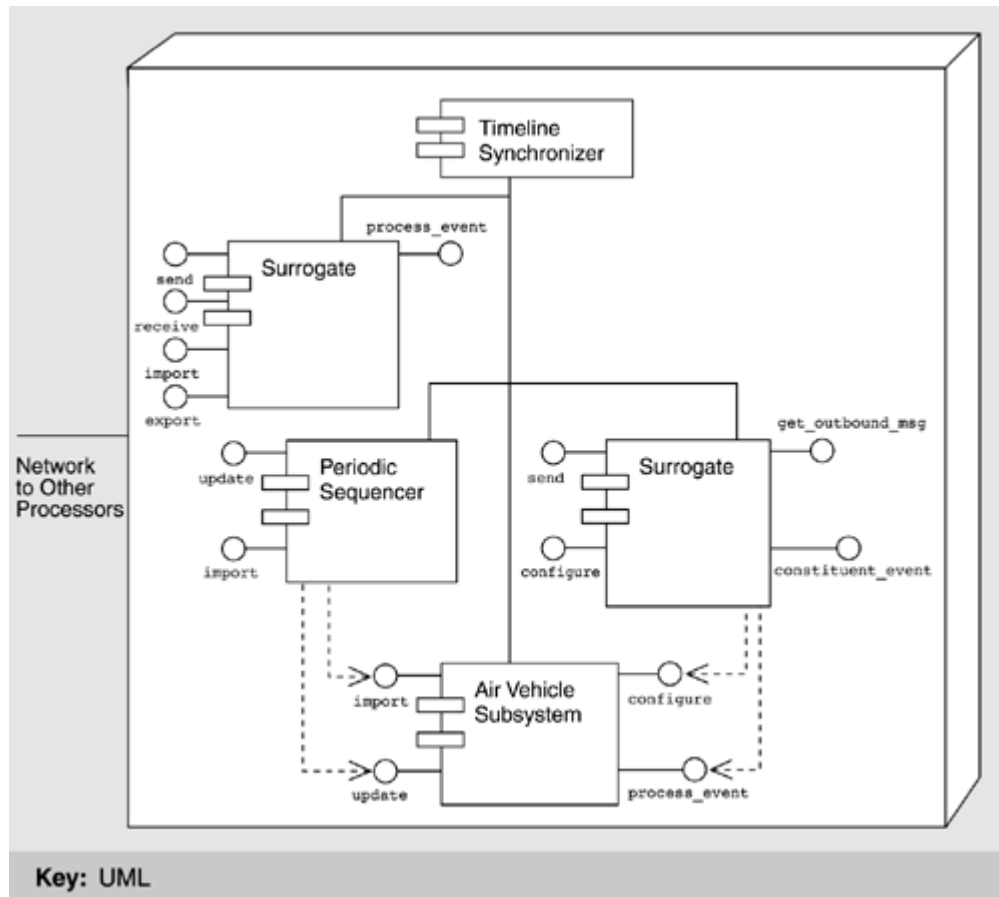 Timeline
Synchronizer
process_event
Surrogate
send
receive
import
export
Network
to Other
Processors
get_outbound_msg
Periodic
Sequencer
Surrogate
update
send
import
configure
constituent_event
Air Vehicle
Subsystem
import
configure
update
process_event
Key: UML